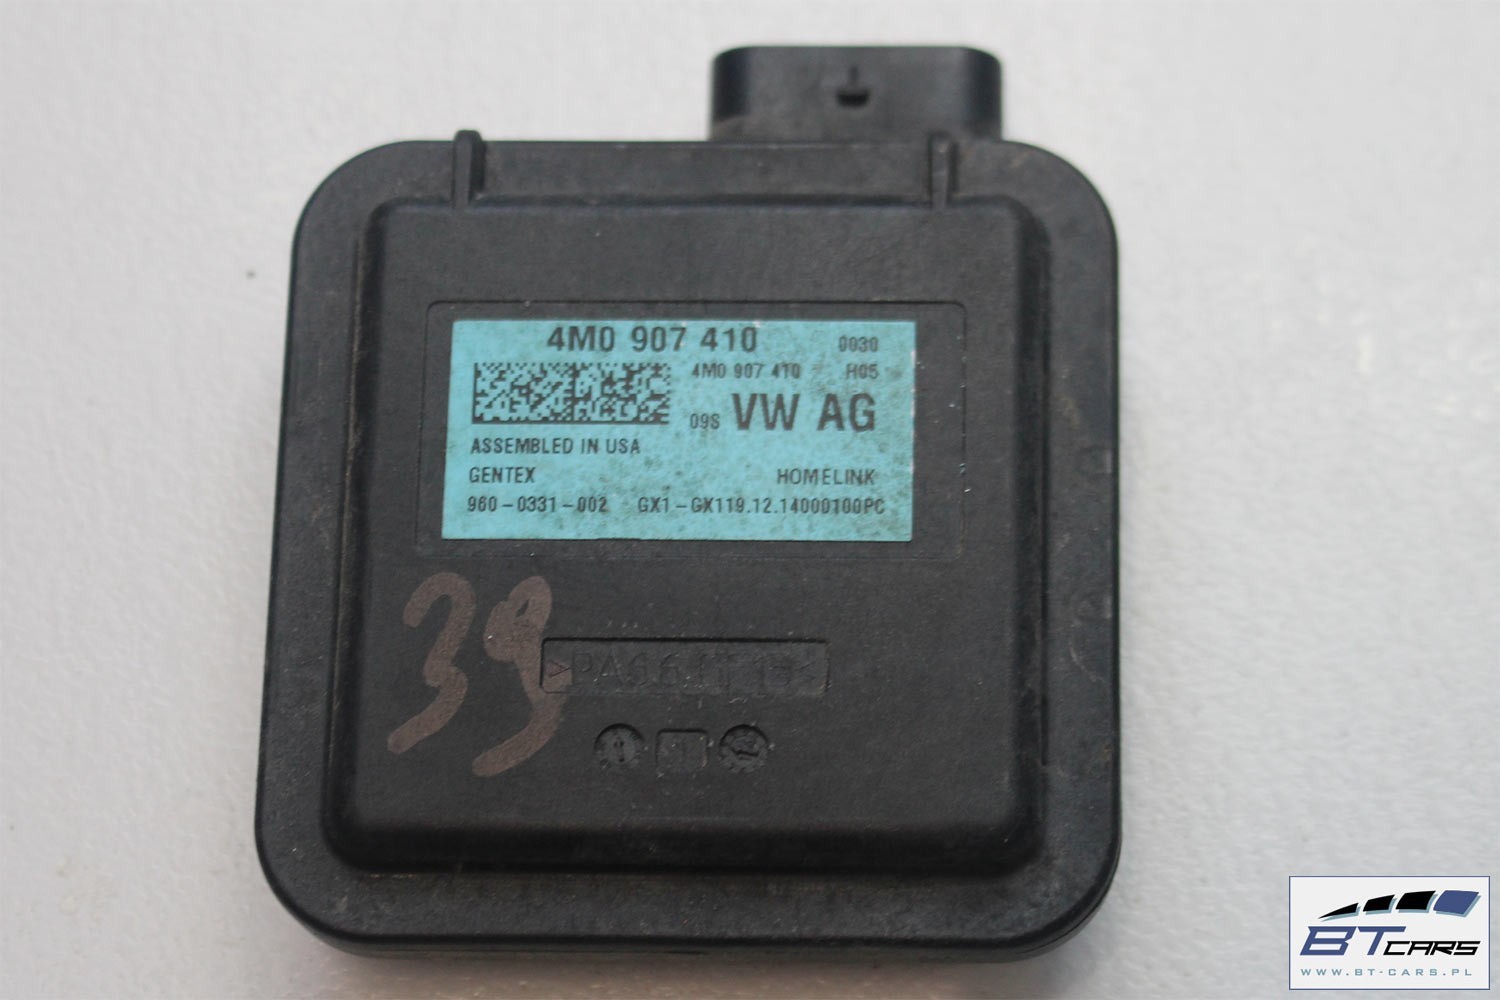 4M0 907 410 0030
4M0 907 410 H05
09S VW AG
ASSEMBLED IN USA
GENTEX HOMELINK
960-0331-002 GX1-GX119.12.14000100PC
39
BT CARS
WWW.BT-CARS.PL